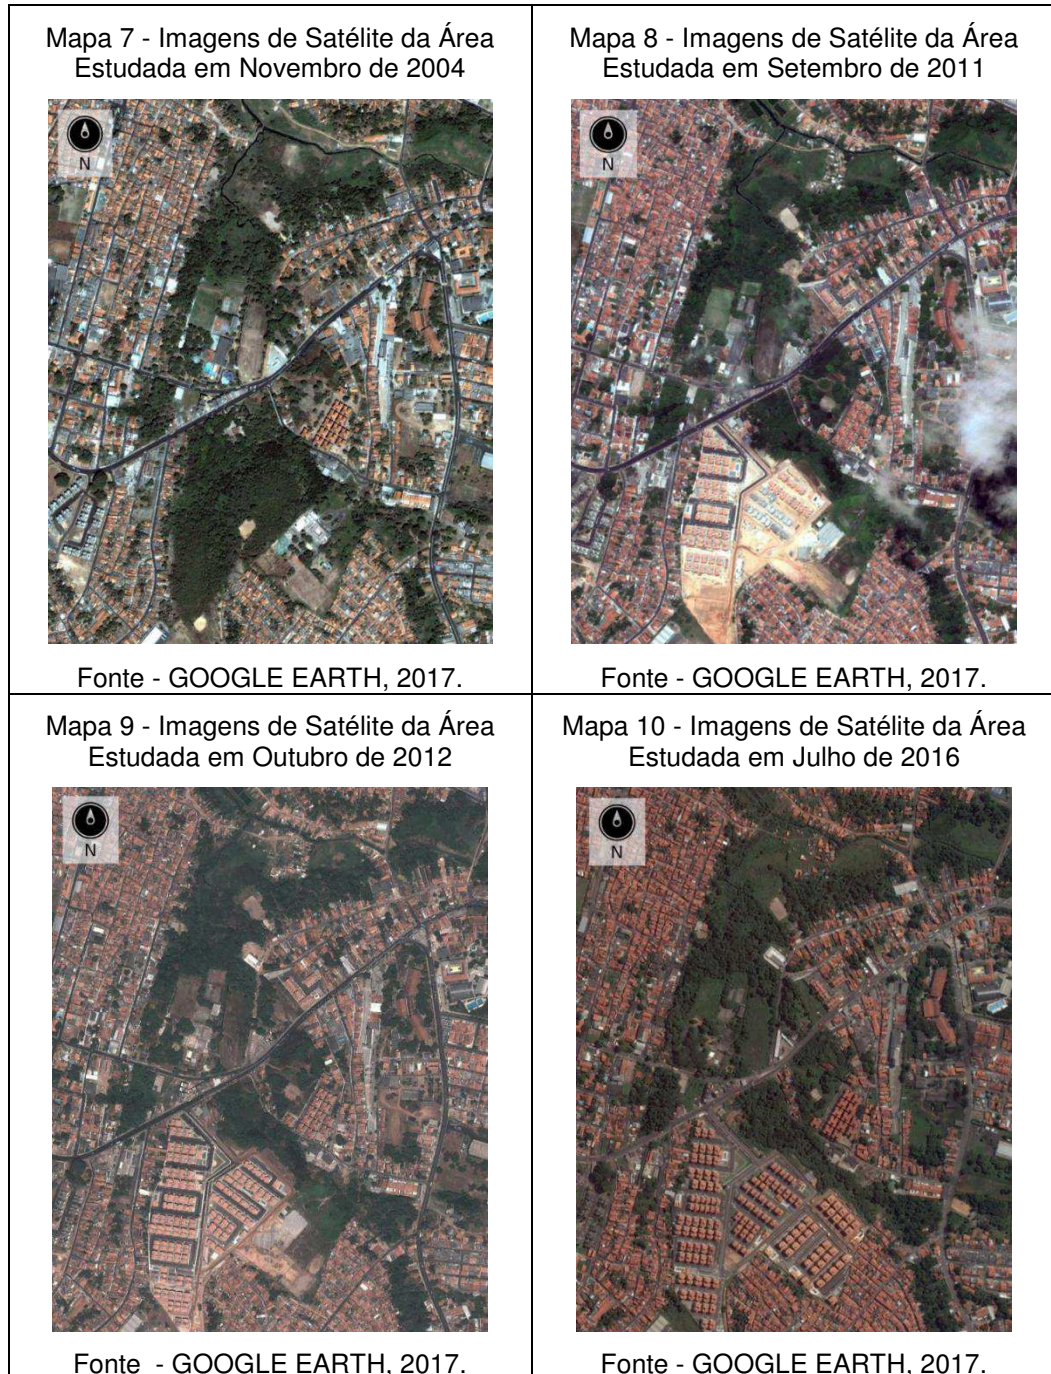 Mapa 7 - Imagens de Satélite da Área
Estudada em Novembro de 2004
N
Fonte - GOOGLE EARTH, 2017.
Mapa 8 - Imagens de Satélite da Área
Estudada em Setembro de 2011
N
Fonte - GOOGLE EARTH, 2017.
Mapa 9 - Imagens de Satélite da Área
Estudada em Outubro de 2012
N
Fonte - GOOGLE EARTH, 2017.
Mapa 10 - Imagens de Satélite da Área
Estudada em Julho de 2016
N
Fonte - GOOGLE EARTH, 2017.